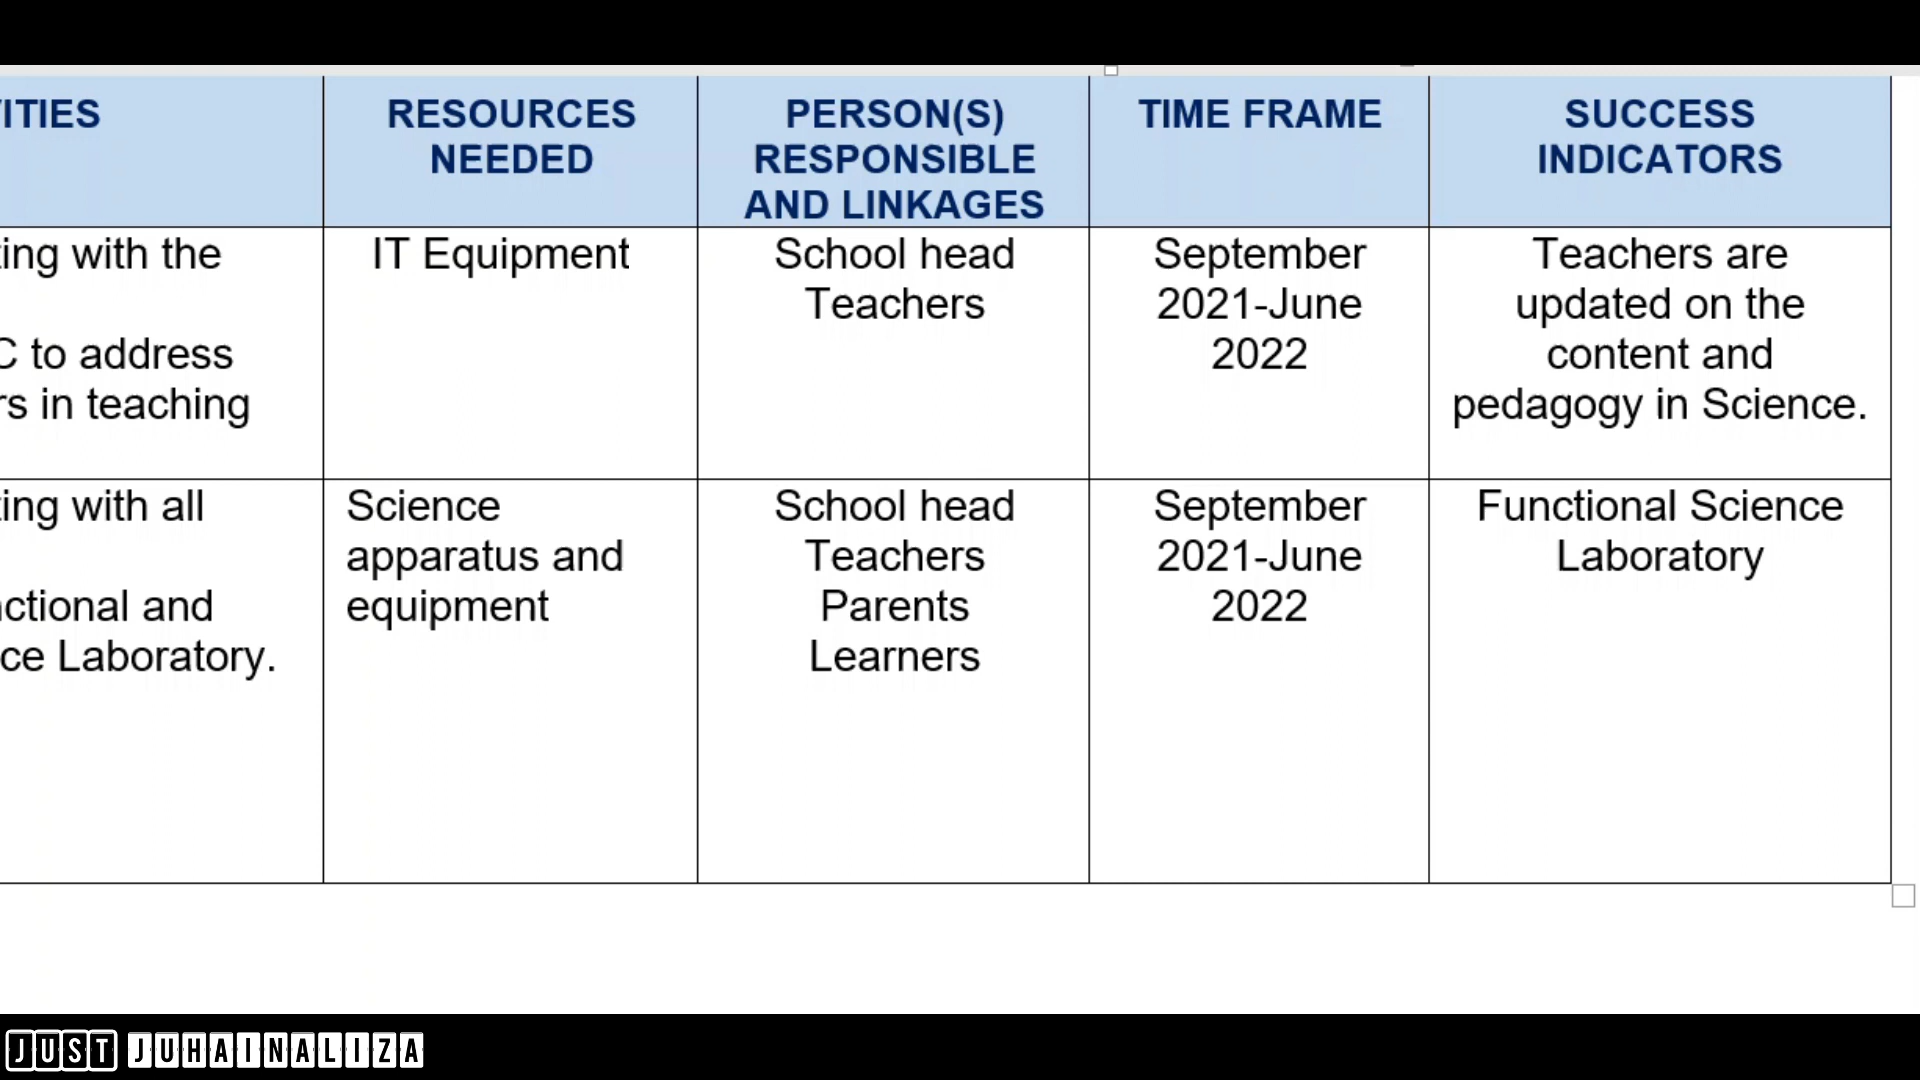 ITIES
RESOURCES
NEEDED
PERSON(S)
RESPONSIBLE
AND LINKAGES
TIME FRAME
SUCCESS
INDICATORS
ting with the
C to address
rs in teaching
IT Equipment
School head
Teachers
September
2021-June
2022
Teachers are
updated on the
content and
pedagogy in Science.
ting with all
ctional and
ce Laboratory.
Science
apparatus and
equipment
School head
Teachers
Parents
Learners
September
2021-June
2022
Functional Science
Laboratory
JUST JUHAINALIZA